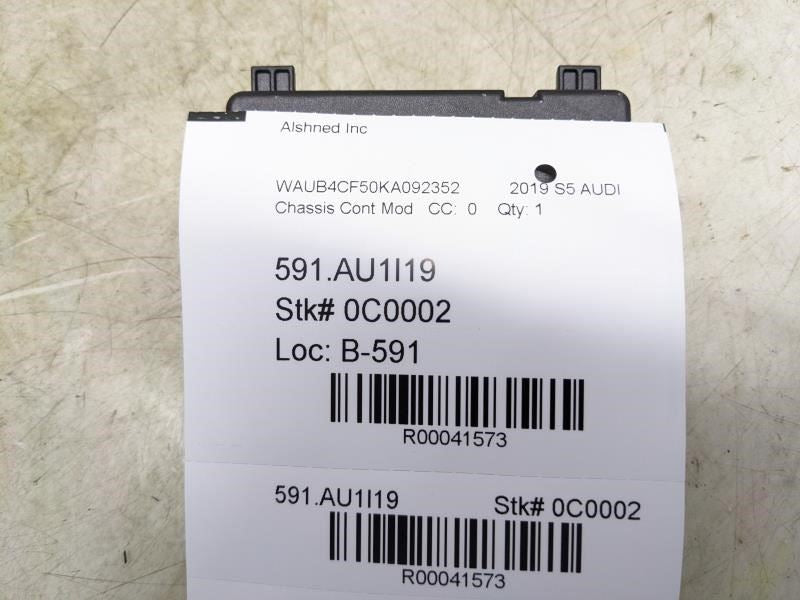 Alshned Inc
WAUB4CF50KA092352 2019 S5 AUDI
Chassis Cont Mod CC: 0 Qty: 1
591.AU1I19
Stk# 0C0002
Loc: B-591
R00041573
591.AU1I19 Stk# 0C0002
R00041573